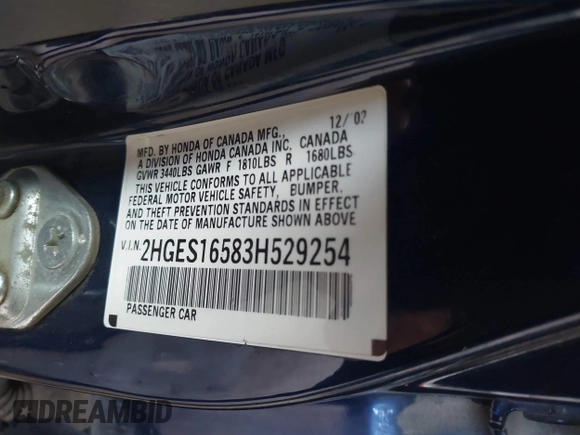 12/02
MFD. BY HONDA OF CANADA MFG.,
A DIVISION OF HONDA CANADA INC. CANADA
GVWR 3440LBS GAWR F 1810LBS R 1680LBS
THIS VEHICLE CONFORMS TO ALL APPLICABLE
FEDERAL MOTOR VEHICLE SAFETY, BUMPER,
AND THEFT PREVENTION STANDARDS IN EFFECT
ON THE DATE OF MANUFACTURE SHOWN ABOVE
V.I.N. 2HGES16583H529254
PASSENGER CAR
DREAMBID